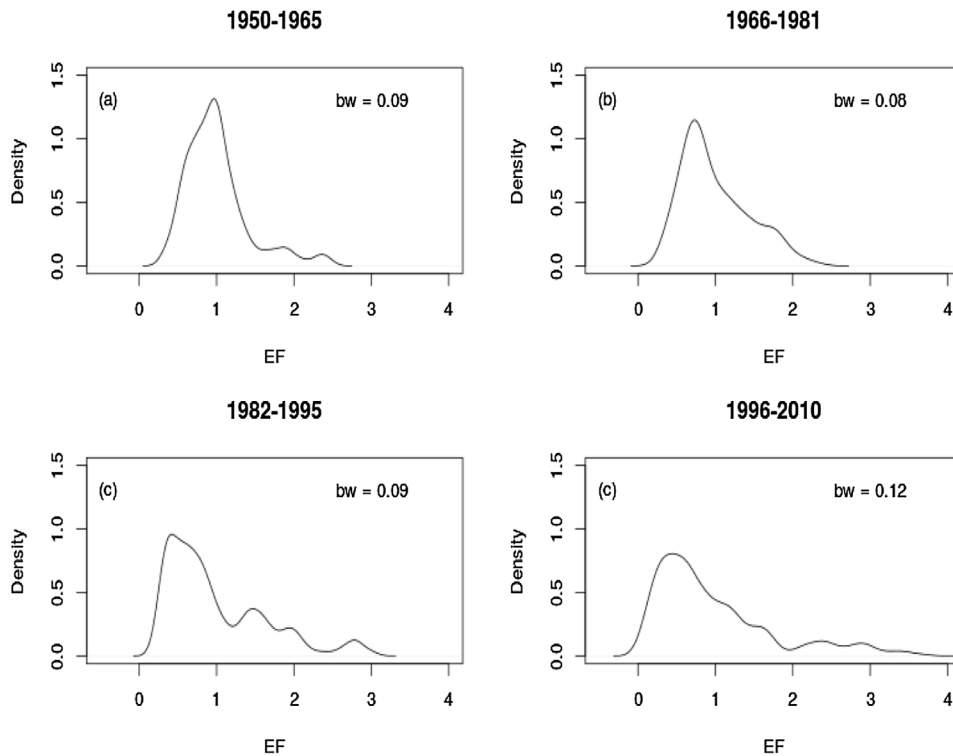 1950-1965
(a)
bw = 0.09
Density
0.0
0.5
1.0
1.5
0 1 2 3 4
EF
1966-1981
(b)
bw = 0.08
Density
0.0
0.5
1.0
1.5
0 1 2 3 4
EF
1982-1995
(c)
bw = 0.09
Density
0.0
0.5
1.0
1.5
0 1 2 3 4
EF
1996-2010
(c)
bw = 0.12
Density
0.0
0.5
1.0
1.5
0 1 2 3 4
EF